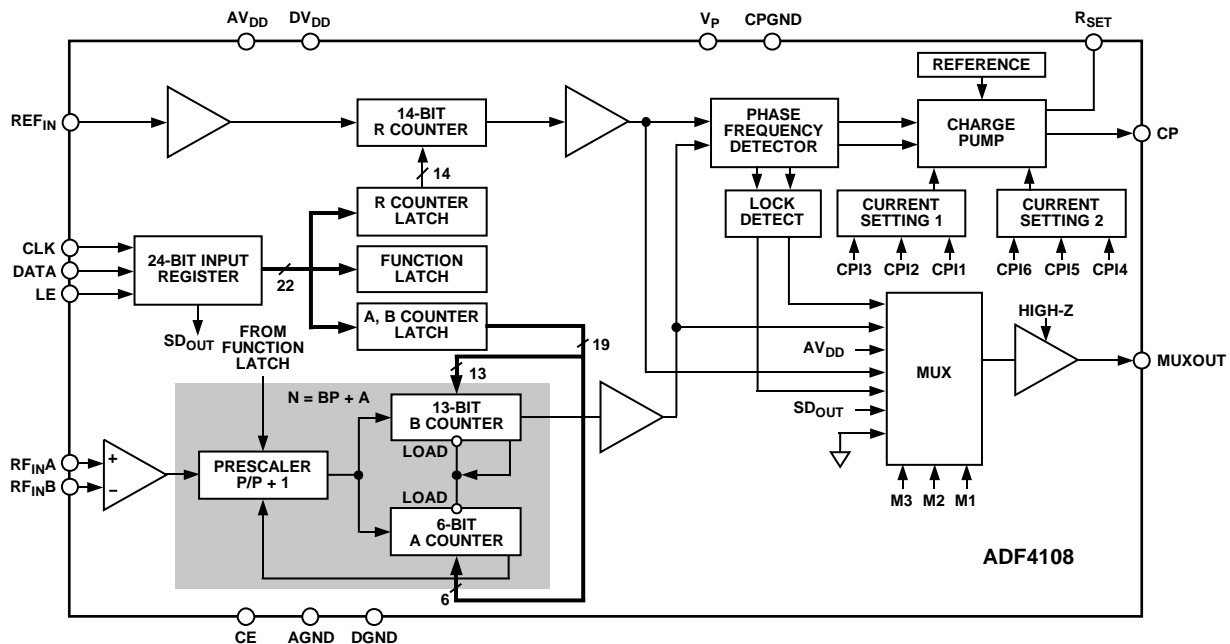 AVDD
DVDD
VP
CPGND
RSET
REFERENCE
REFIN
14-BIT
R COUNTER
PHASE
FREQUENCY
DETECTOR
CHARGE
PUMP
CP
14
R COUNTER
LATCH
LOCK
DETECT
CURRENT
SETTING 1
CURRENT
SETTING 2
CLK
DATA
LE
24-BIT INPUT
REGISTER
22
FUNCTION
LATCH
CPI3
CPI2
CPI1
CPI6
CPI5
CPI4
A, B COUNTER
LATCH
SDOUT
FROM
FUNCTION
LATCH
19
13
HIGH-Z
AVDD
MUX
MUXOUT
SDOUT
N = BP + A
13-BIT
B COUNTER
LOAD
RFINA
RFINB
+
–
PRESCALER
P/P + 1
LOAD
6-BIT
A COUNTER
6
M3
M2
M1
ADF4108
CE
AGND
DGND